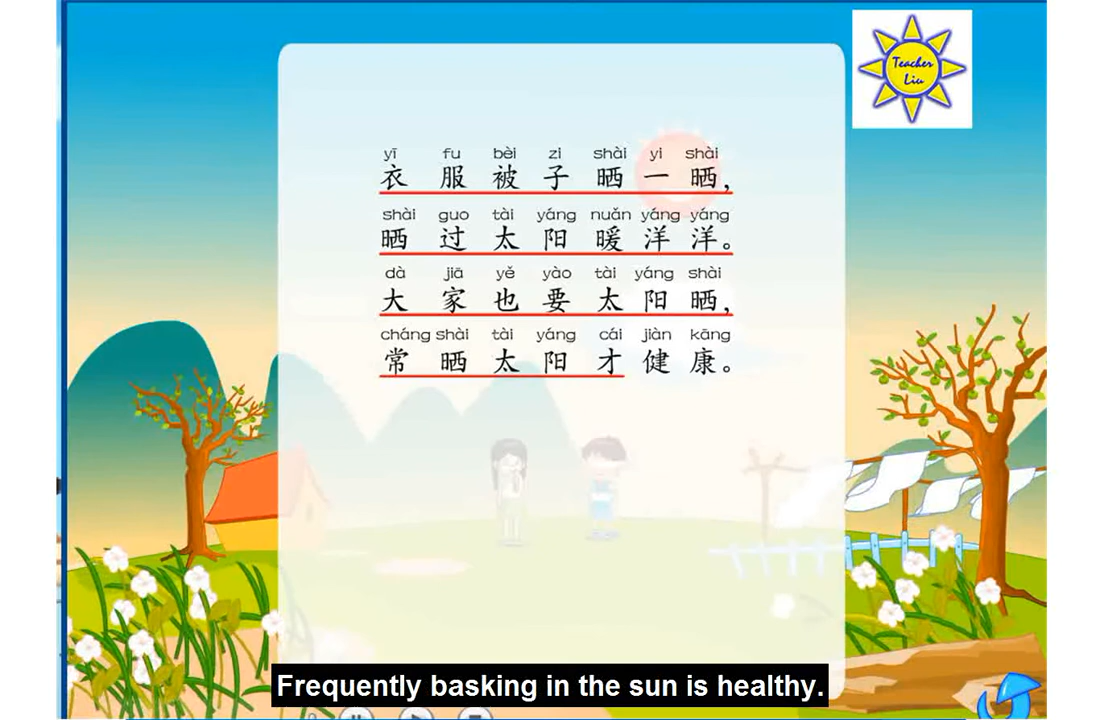 Teacher
Liu
yī fu bèi zi shài yi shài
衣服被子晒一晒,
shài guo tài yáng nuǎn yáng yáng
晒过太阳暖洋洋。
dà jiā yě yào tài yáng shài
大家也要太阳晒,
cháng shài tài yáng cái jiàn kāng
常晒太阳才健康。
Frequently basking in the sun is healthy.